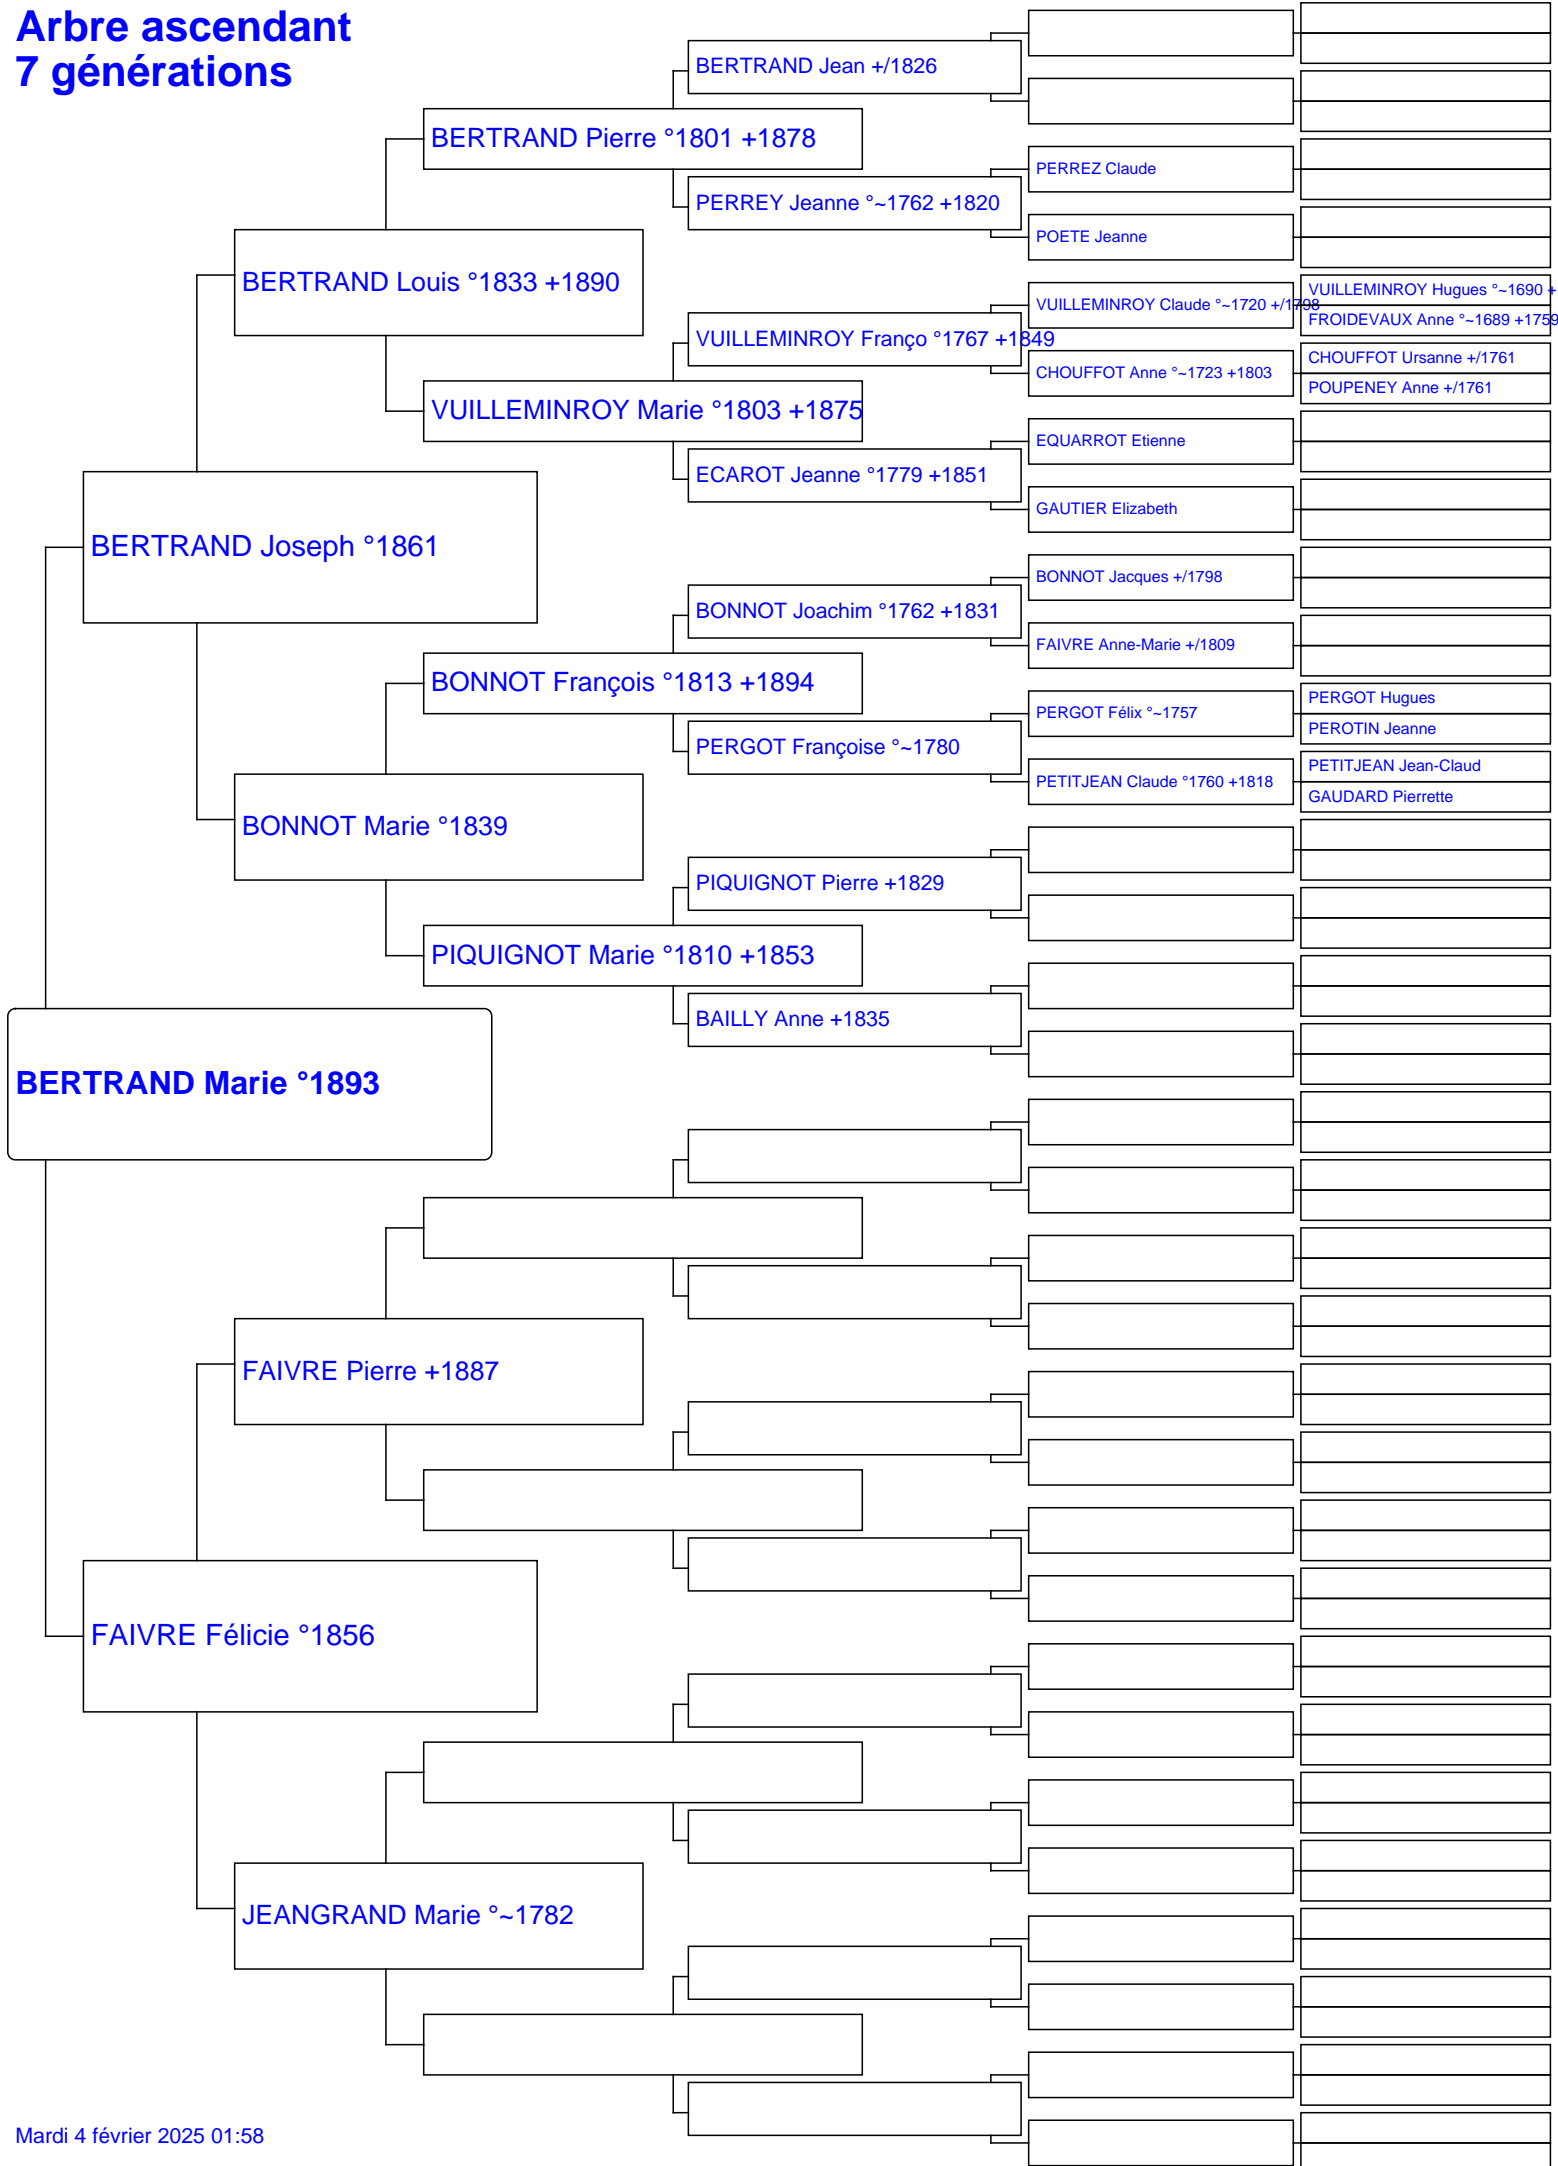 Arbre ascendant
7 générations
BERTRAND Jean +/1826
BERTRAND Pierre °1801 +1878
PERREZ Claude
PERREY Jeanne °~1762 +1820
POETE Jeanne
BERTRAND Louis °1833 +1890
VUILLEMINROY Hugues °~1690 +
VUILLEMINROY Claude °~1720 +/1798
FROIDEVAUX Anne °~1689 +1759
VUILLEMINROY Franço °1767 +1849
CHOUFFOT Ursanne +/1761
CHOUFFOT Anne °~1723 +1803
POUPENEY Anne +/1761
VUILLEMINROY Marie °1803 +1875
EQUARROT Etienne
ECAROT Jeanne °1779 +1851
GAUTIER Elizabeth
BERTRAND Joseph °1861
BONNOT Jacques +/1798
BONNOT Joachim °1762 +1831
FAIVRE Anne-Marie +/1809
BONNOT François °1813 +1894
PERGOT Hugues
PERGOT Félix °~1757
PEROTIN Jeanne
PERGOT Françoise °~1780
PETITJEAN Jean-Claud
PETITJEAN Claude °1760 +1818
GAUDARD Pierrette
BONNOT Marie °1839
PIQUIGNOT Pierre +1829
PIQUIGNOT Marie °1810 +1853
BAILLY Anne +1835
BERTRAND Marie °1893
FAIVRE Pierre +1887
FAIVRE Félicie °1856
JEANGRAND Marie °~1782
Mardi 4 février 2025 01:58